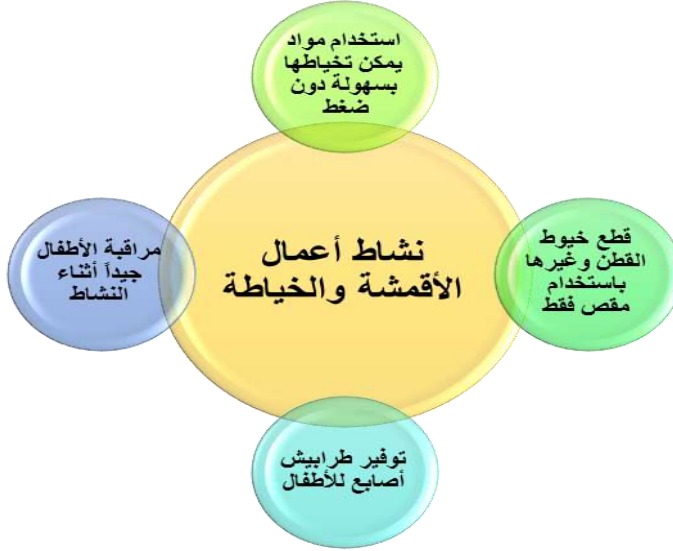 استخدام مواد
يمكن تخياطها
بسهولة دون
ضغط
نشاط أعمال
الأقمشة والخياطة
قطع خيوط
القطن وغيرها
باستخدام
مقص فقط
توفير طرابيش
أصابع للأطفال
مراقبة الأطفال
جيداً أثناء
النشاط